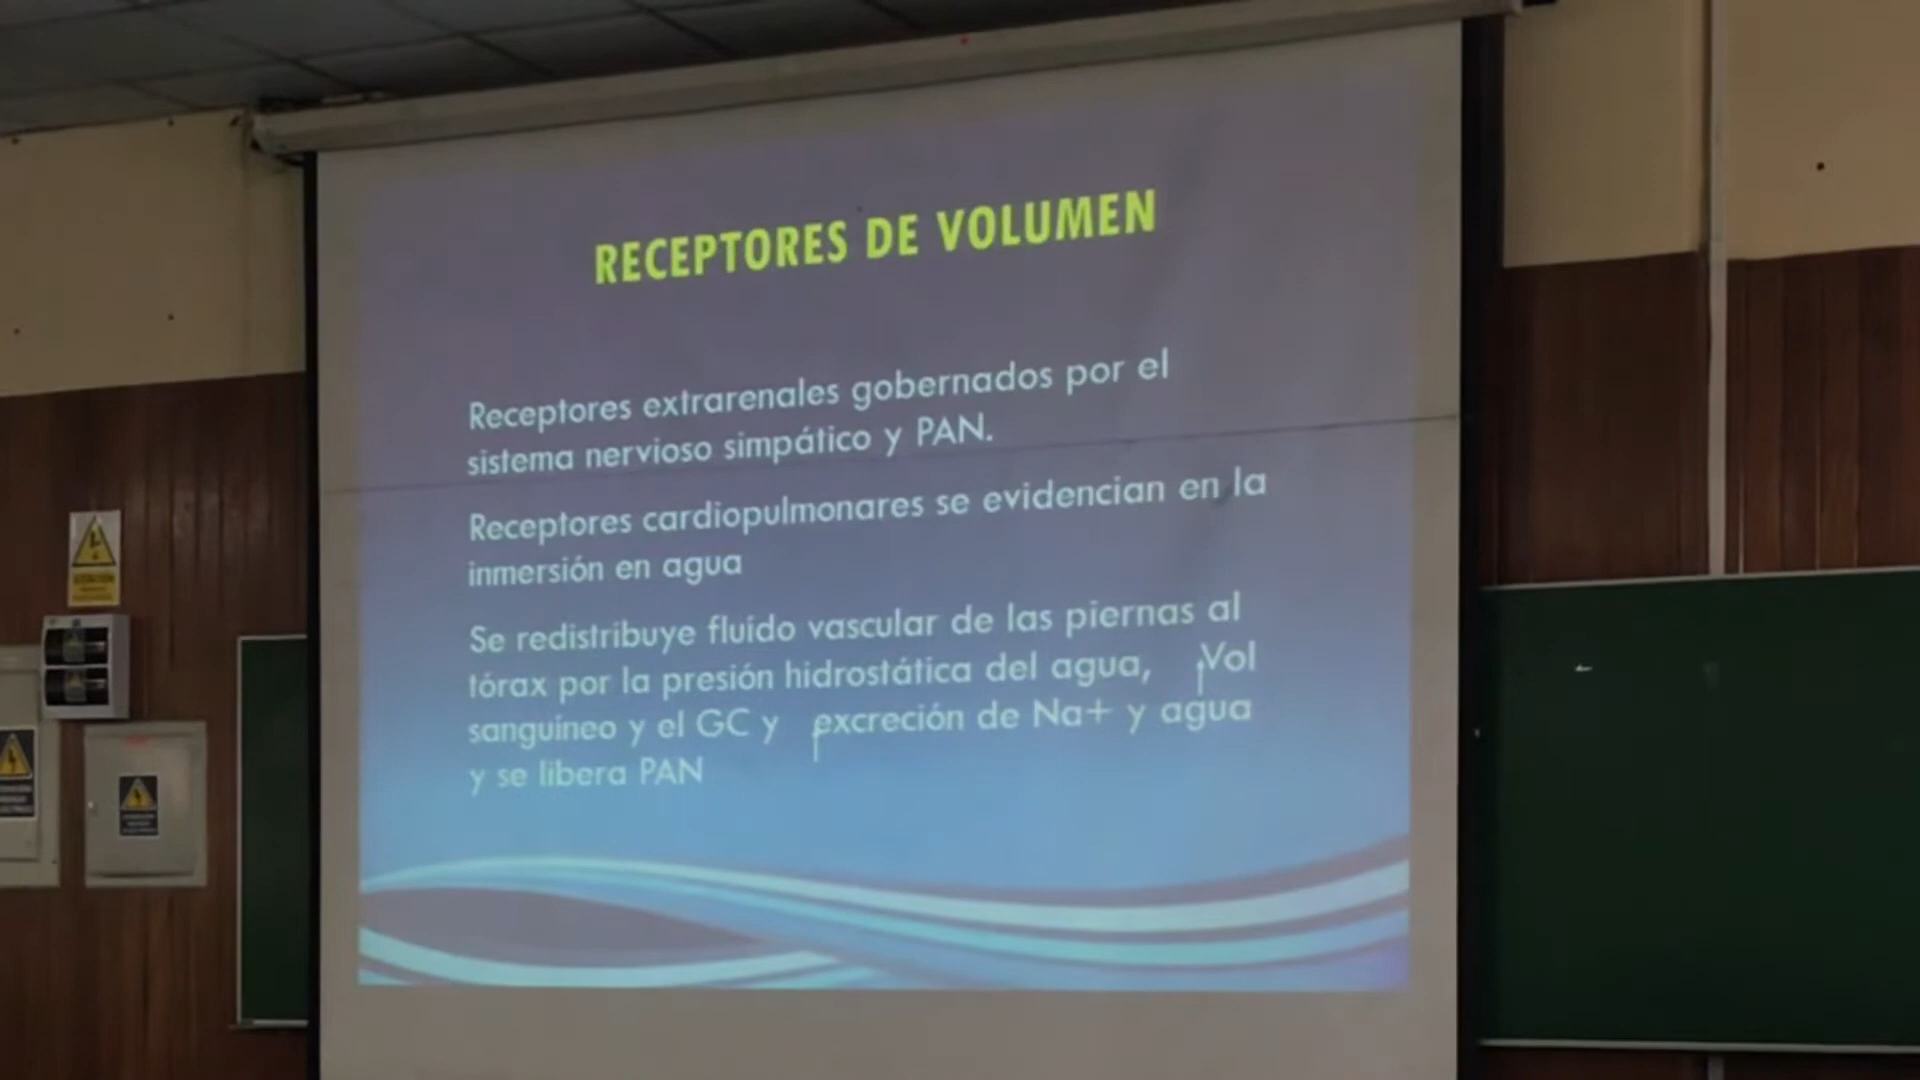 RECEPTORES DE VOLUMEN
Receptores extrarenales gobernados por el
sistema nervioso simpático y PAN.
Receptores cardiopulmonares se evidencian en la
inmersión en agua
Se redistribuye fluído vascular de las piernas al
tórax por la presión hidrostática del agua, ↑Vol
sanguíneo y el GC y ↑excreción de Na+ y agua
y se libera PAN